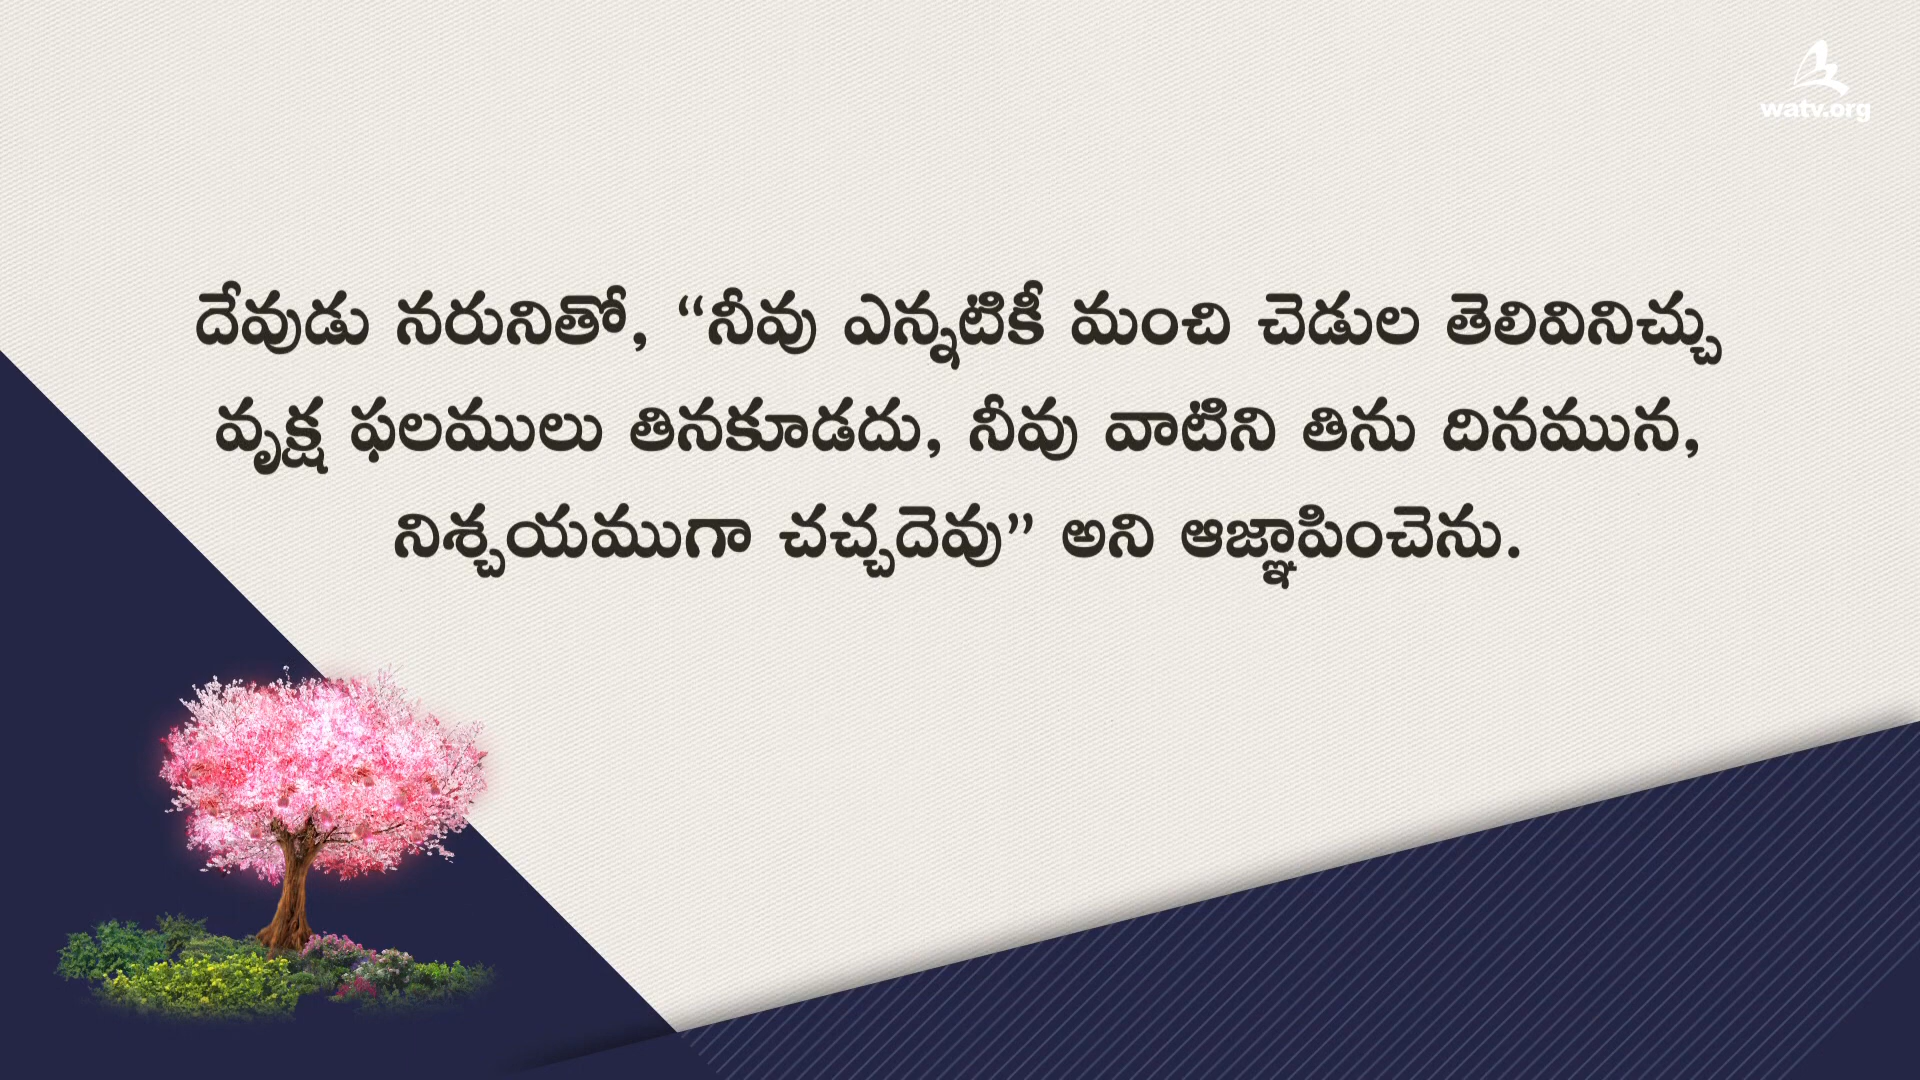 watv.org
దేవుడు నరునితో, “నీవు ఎన్నటికీ మంచి చెడుల తెలివినిచ్చు
వృక్ష ఫలములు తినకూడదు, నీవు వాటిని తిను దినమున,
నిశ్చయముగా చచ్చదెవు” అని ఆజ్ఞాపించెను.